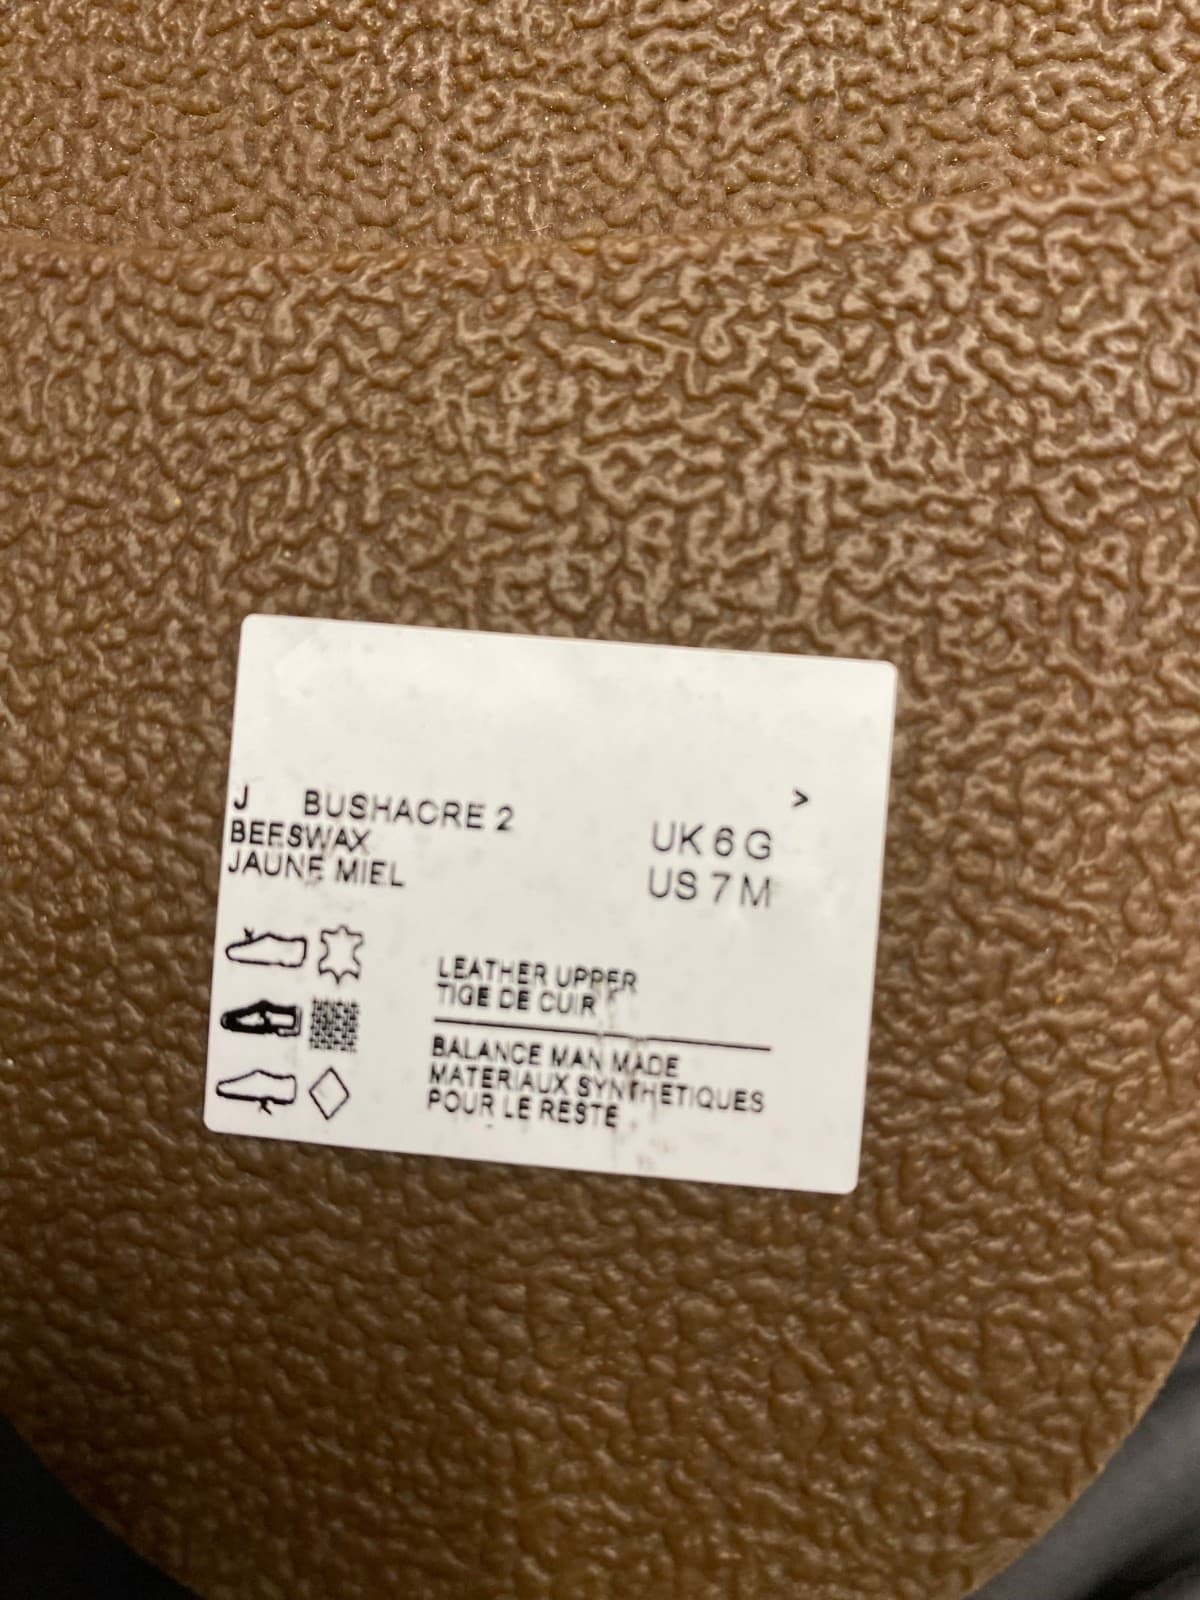 >
J BUSHACRE 2
BEESWAX
JAUNE MIEL
UK 6 G
US 7 M
LEATHER UPPER
TIGE DE CUIR
BALANCE MAN MADE
MATERIAUX SYNTHETIQUES
POUR LE RESTE